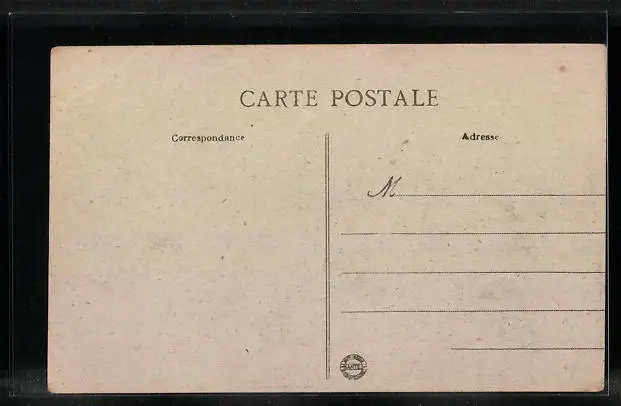 CARTE POSTALE
Correspondance
Adresse
M